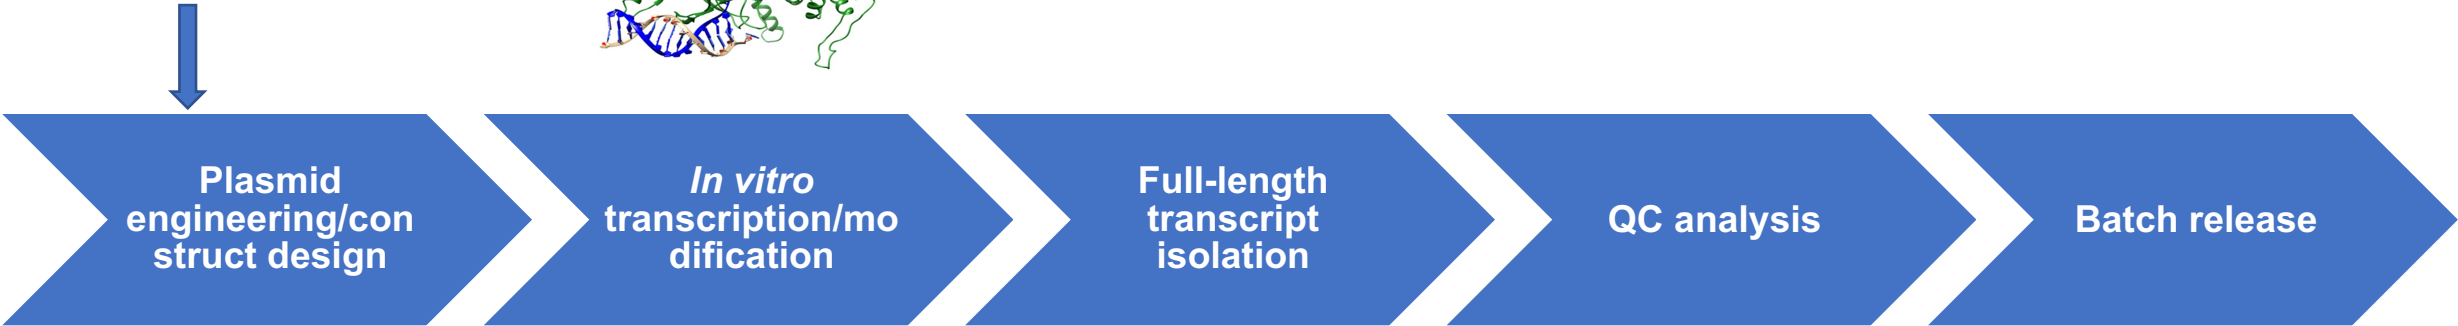 Plasmid
engineering/con
struct design
In vitro
transcription/mo
dification
Full-length
transcript
isolation
QC analysis
Batch release